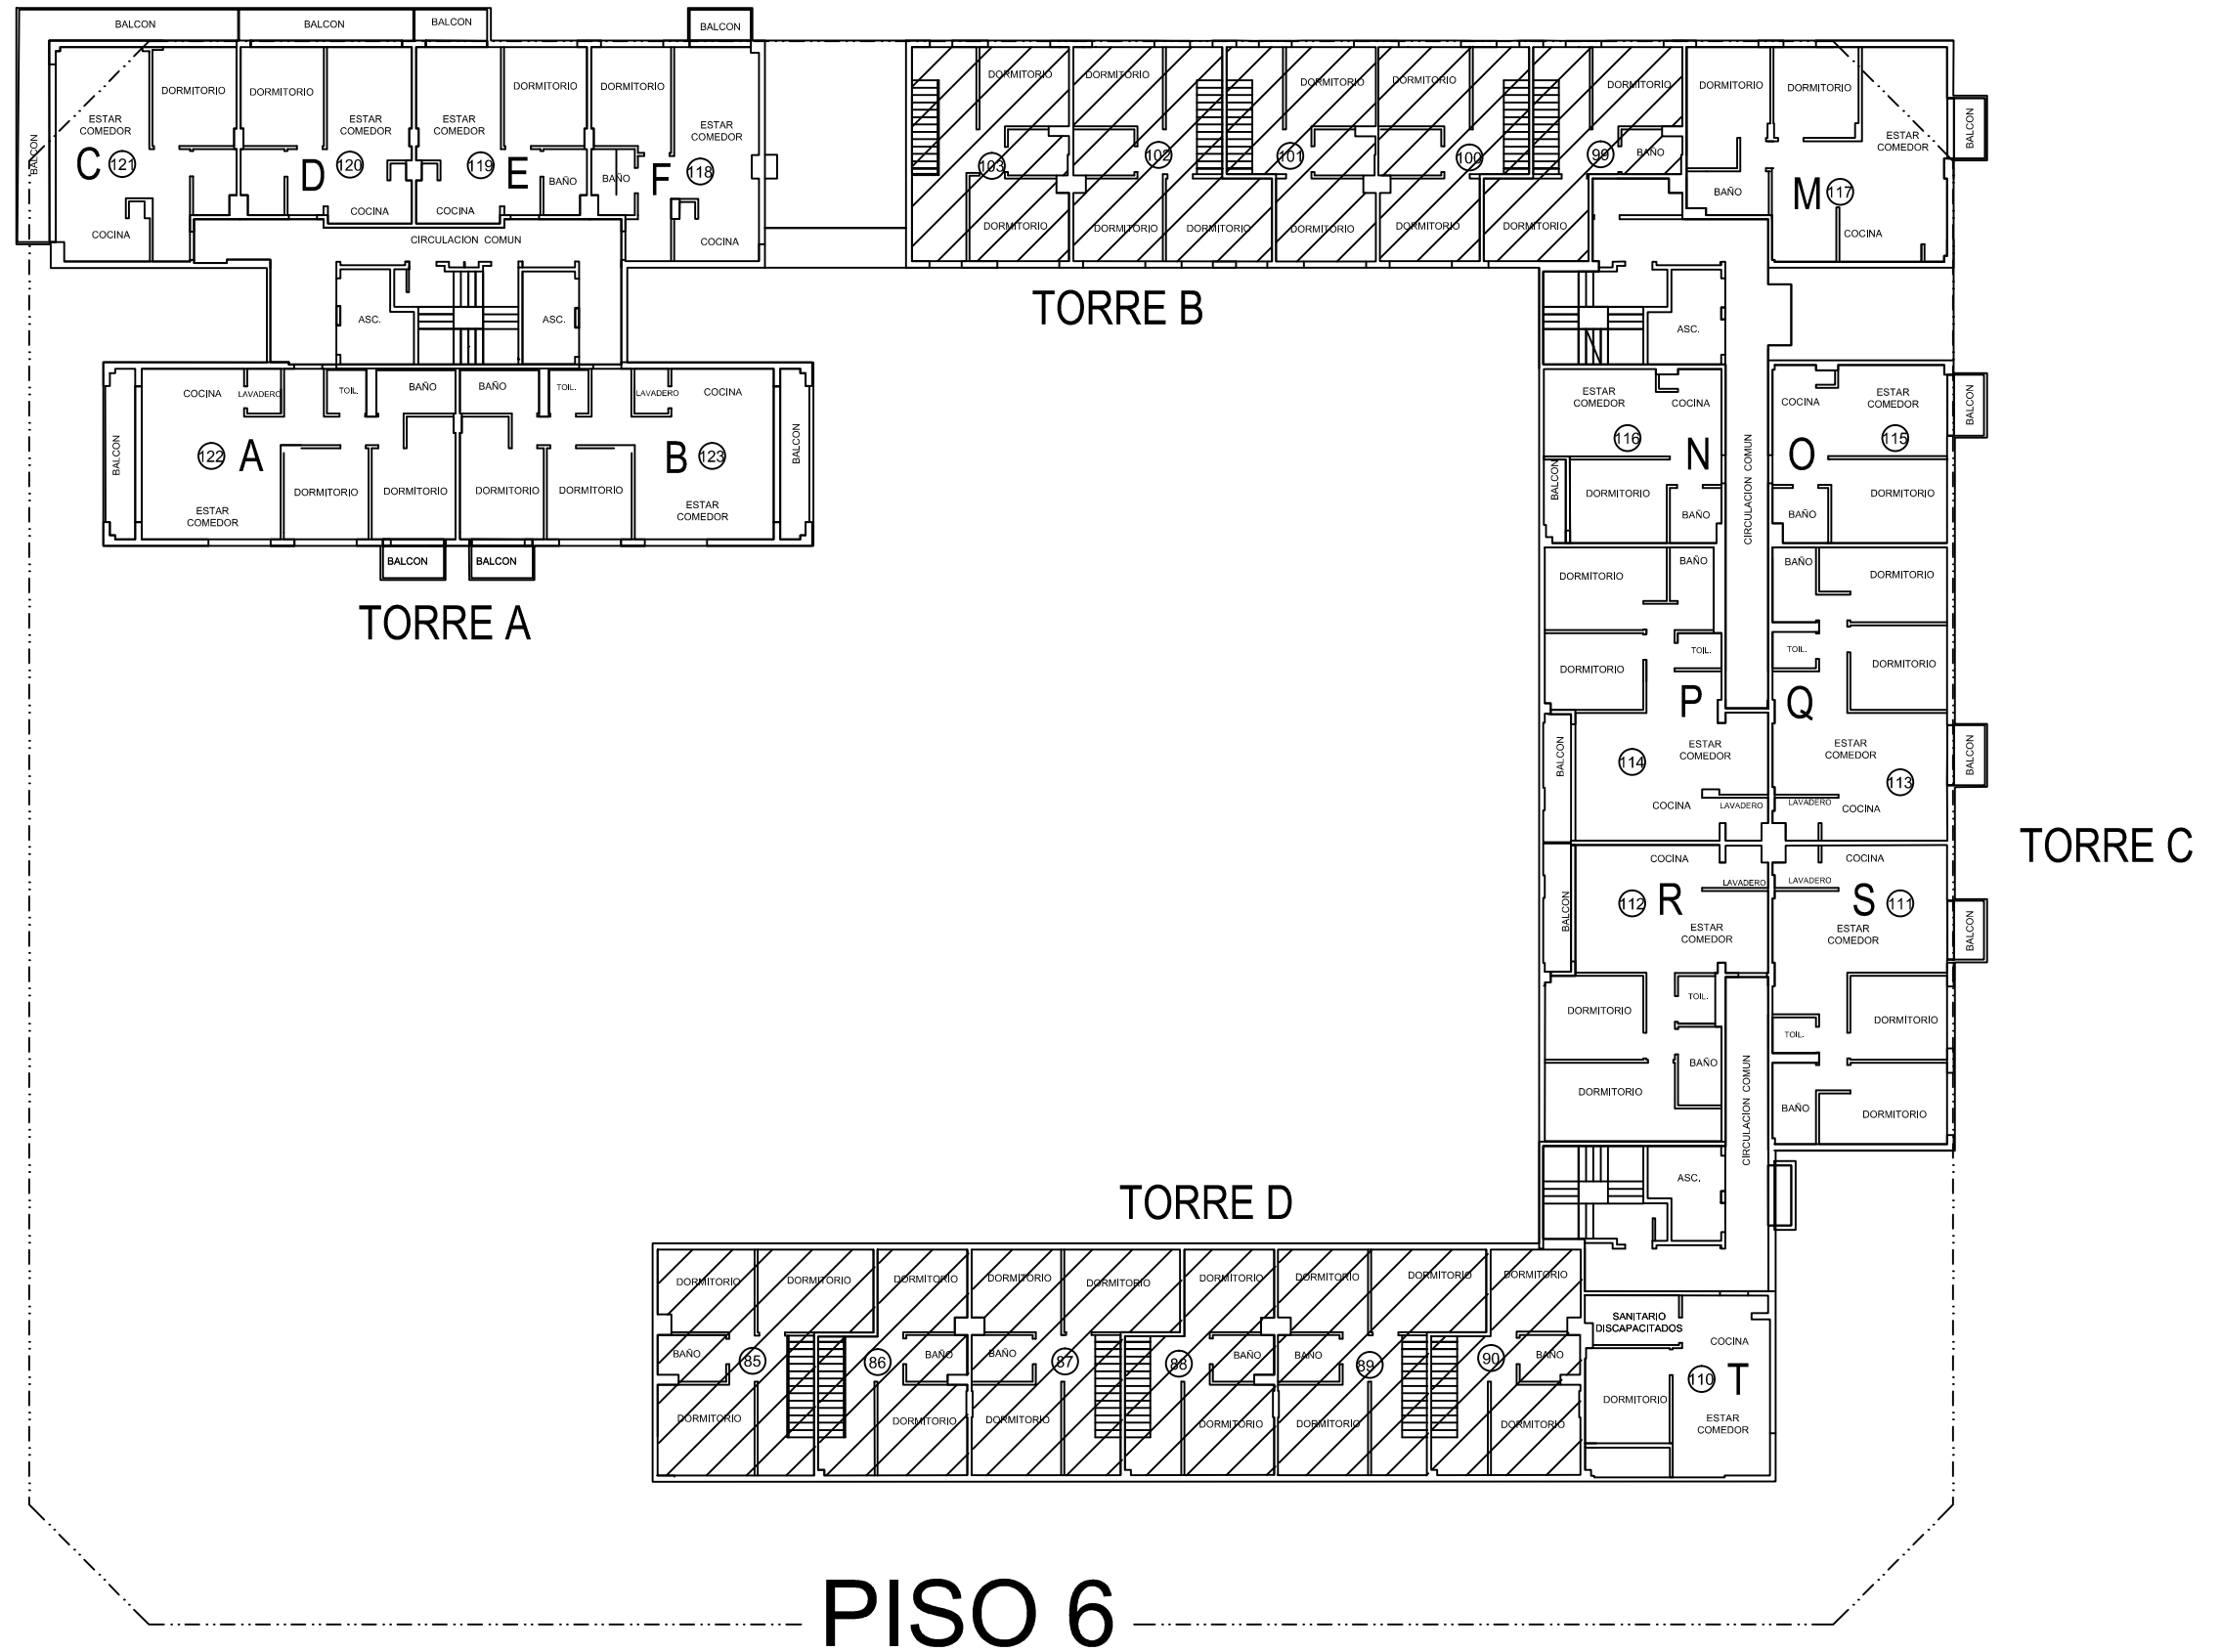 BALCON
BALCON
BALCON
BALCON
DORMITORIO
DORMITORIO
DORMITORIO
DORMITORIO
ESTAR
COMEDOR
ESTAR
COMEDOR
ESTAR
COMEDOR
ESTAR
COMEDOR
BALCON
C 121
D 120
119 E
F 118
BAÑO
BAÑO
COCINA
COCINA
COCINA
COCINA
CIRCULACION COMUN
ASC.
ASC.
COCINA
LAVADERO
TOIL.
BAÑO
BAÑO
TOIL.
LAVADERO
COCINA
BALCON
122 A
B 123
BALCON
DORMITORIO
DORMITORIO
DORMITORIO
DORMITORIO
ESTAR
COMEDOR
ESTAR
COMEDOR
BALCON
BALCON
TORRE A
DORMITORIO
DORMITORIO
DORMITORIO
DORMITORIO
DORMITORIO
103
102
101
100
99
BAÑO
DORMITORIO
DORMITORIO
DORMITORIO
DORMITORIO
DORMITORIO
DORMITORIO
TORRE B
DORMITORIO
DORMITORIO
ESTAR
COMEDOR
BALCON
BAÑO
M 117
COCINA
ASC.
ESTAR
COMEDOR
COCINA
116
N
BALCON
DORMITORIO
BAÑO
CIRCULACION COMUN
COCINA
ESTAR
COMEDOR
BALCON
O
115
DORMITORIO
BAÑO
BAÑO
DORMITORIO
TOIL.
DORMITORIO
P
BALCON
114
ESTAR
COMEDOR
COCINA
LAVADERO
BAÑO
DORMITORIO
TOIL.
DORMITORIO
Q
ESTAR
COMEDOR
BALCON
113
LAVADERO
COCINA
TORRE C
COCINA
LAVADERO
112 R
BALCON
ESTAR
COMEDOR
DORMITORIO
TOIL.
BAÑO
DORMITORIO
COCINA
LAVADERO
S 111
ESTAR
COMEDOR
BALCON
DORMITORIO
TOIL.
BAÑO
DORMITORIO
CIRCULACION COMUN
ASC.
TORRE D
DORMITORIO
DORMITORIO
DORMITORIO
DORMITORIO
DORMITORIO
DORMITORIO
DORMITORIO
DORMITORIO
DORMITORIO
BAÑO
85
86
BAÑO
BAÑO
87
88
BAÑO
BAÑO
89
90
BAÑO
DORMITORIO
DORMITORIO
DORMITORIO
DORMITORIO
DORMITORIO
DORMITORIO
SANITARIO
DISCAPACITADOS
COCINA
110 T
DORMITORIO
ESTAR
COMEDOR
PISO 6